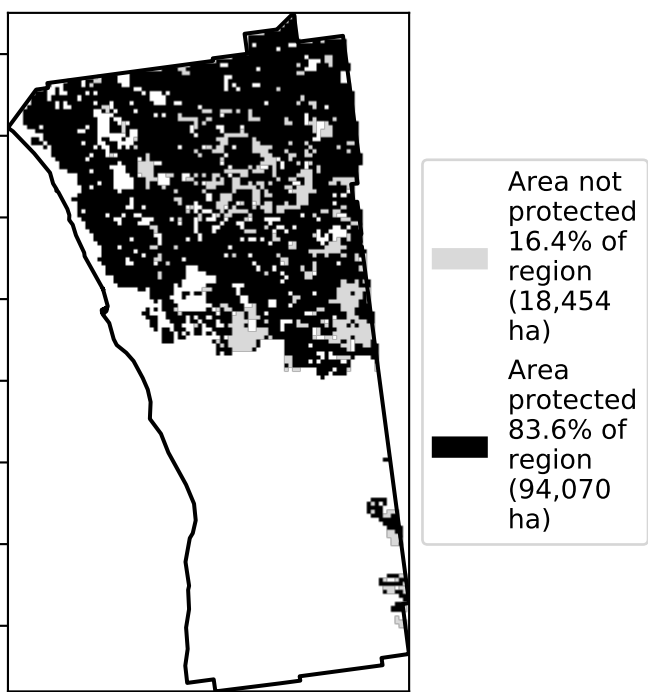 Area not
protected
16.4% of
region
(18,454
ha)
Area
protected
83.6% of
region
(94,070
ha)